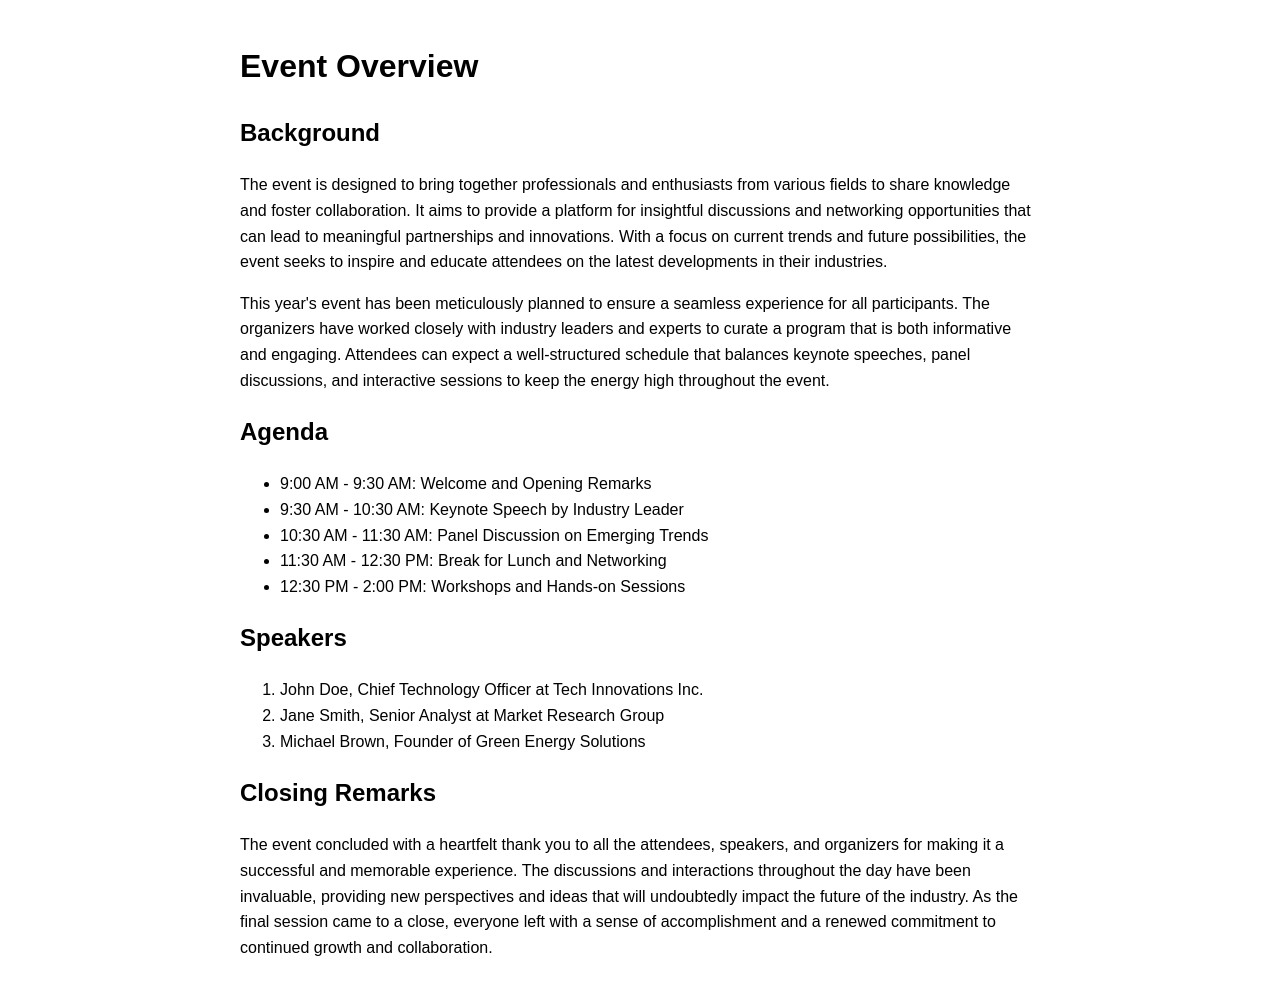 Event Overview
Background
The event is designed to bring together professionals and enthusiasts from various fields to share knowledge
and foster collaboration. It aims to provide a platform for insightful discussions and networking opportunities that
can lead to meaningful partnerships and innovations. With a focus on current trends and future possibilities, the
event seeks to inspire and educate attendees on the latest developments in their industries.
This year's event has been meticulously planned to ensure a seamless experience for all participants. The
organizers have worked closely with industry leaders and experts to curate a program that is both informative
and engaging. Attendees can expect a well-structured schedule that balances keynote speeches, panel
discussions, and interactive sessions to keep the energy high throughout the event.
Agenda
• 9:00 AM - 9:30 AM: Welcome and Opening Remarks
• 9:30 AM - 10:30 AM: Keynote Speech by Industry Leader
• 10:30 AM - 11:30 AM: Panel Discussion on Emerging Trends
• 11:30 AM - 12:30 PM: Break for Lunch and Networking
• 12:30 PM - 2:00 PM: Workshops and Hands-on Sessions
Speakers
1. John Doe, Chief Technology Officer at Tech Innovations Inc.
2. Jane Smith, Senior Analyst at Market Research Group
3. Michael Brown, Founder of Green Energy Solutions
Closing Remarks
The event concluded with a heartfelt thank you to all the attendees, speakers, and organizers for making it a
successful and memorable experience. The discussions and interactions throughout the day have been
invaluable, providing new perspectives and ideas that will undoubtedly impact the future of the industry. As the
final session came to a close, everyone left with a sense of accomplishment and a renewed commitment to
continued growth and collaboration.